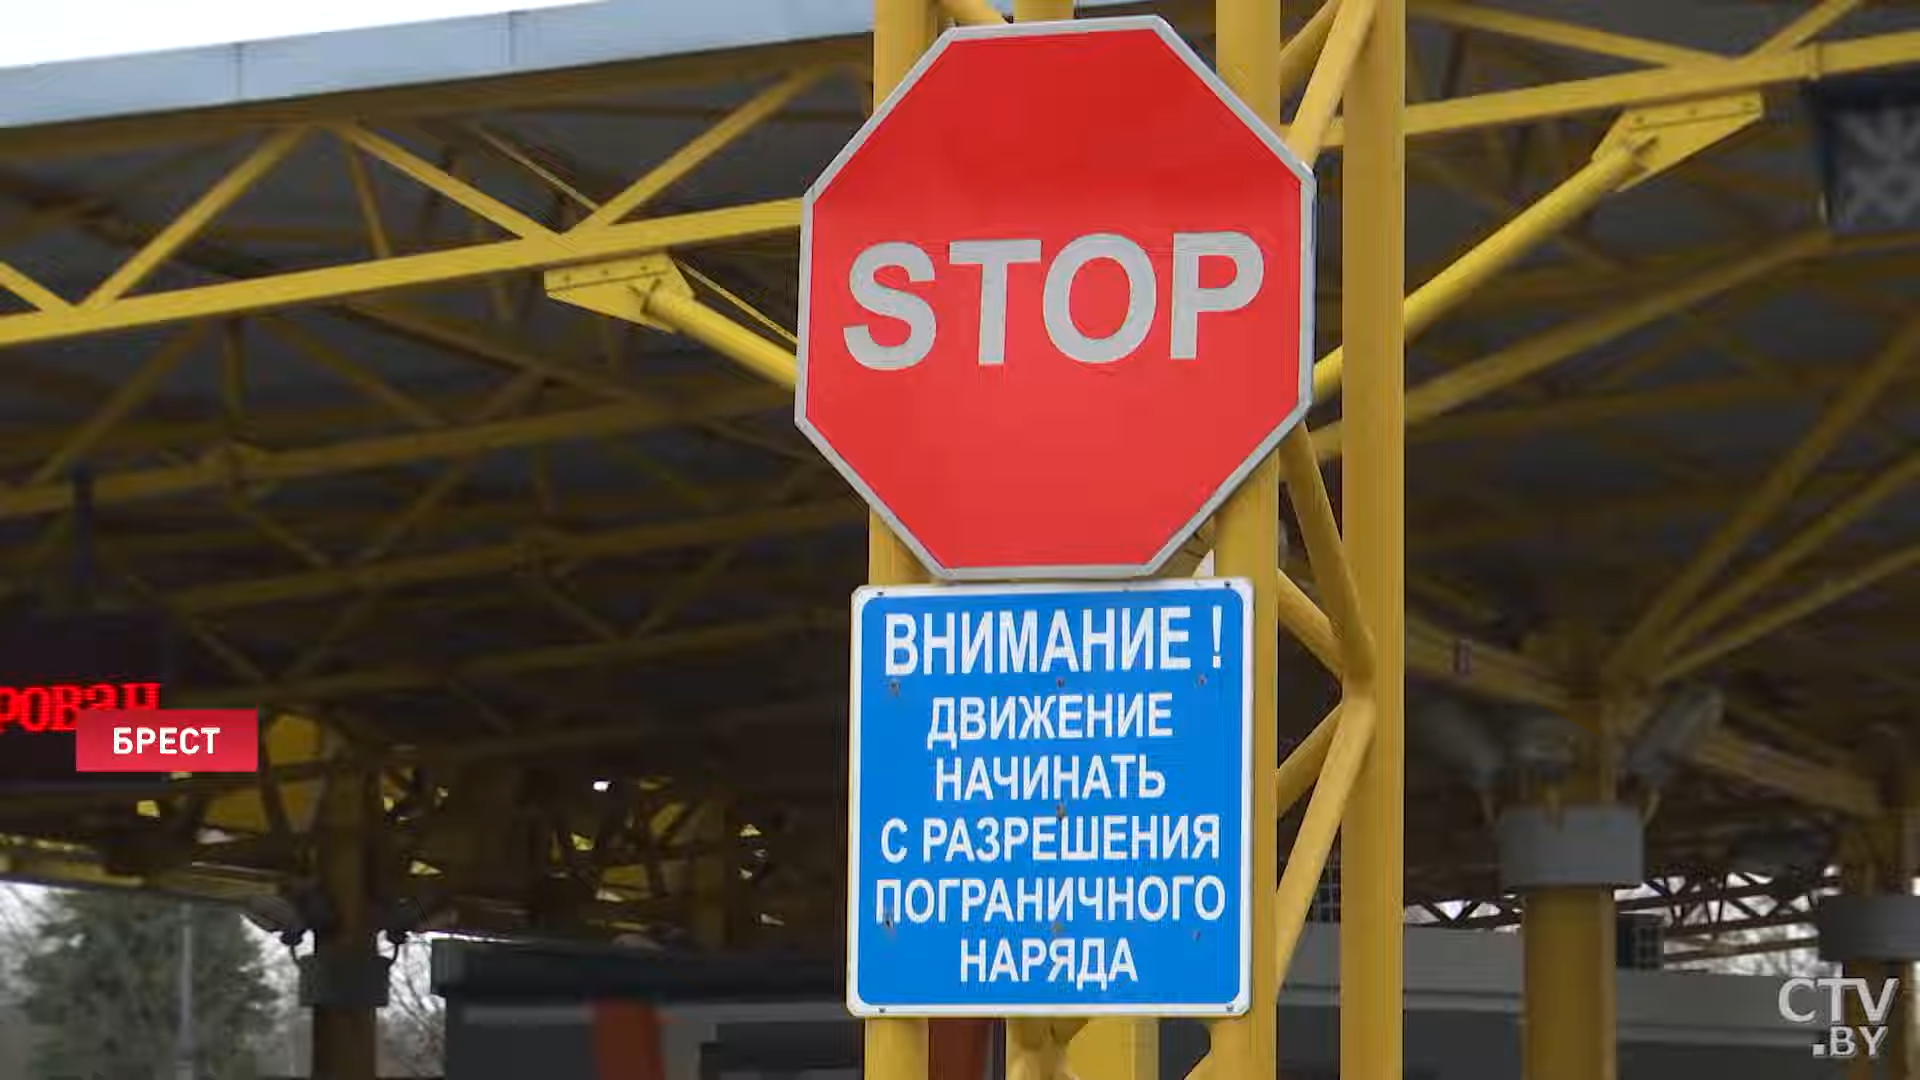 STOP
ВНИМАНИЕ !
ДВИЖЕНИЕ
НАЧИНАТЬ
С РАЗРЕШЕНИЯ
ПОГРАНИЧНОГО
НАРЯДА
БРЕСТ
CTV
.BY